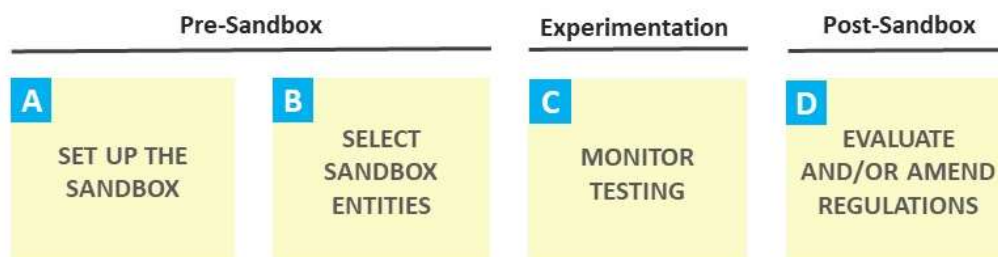 Pre-Sandbox
Experimentation
Post-Sandbox
A
SET UP THE
SANDBOX
B
SELECT
SANDBOX
ENTITIES
C
MONITOR
TESTING
D
EVALUATE
AND/OR AMEND
REGULATIONS